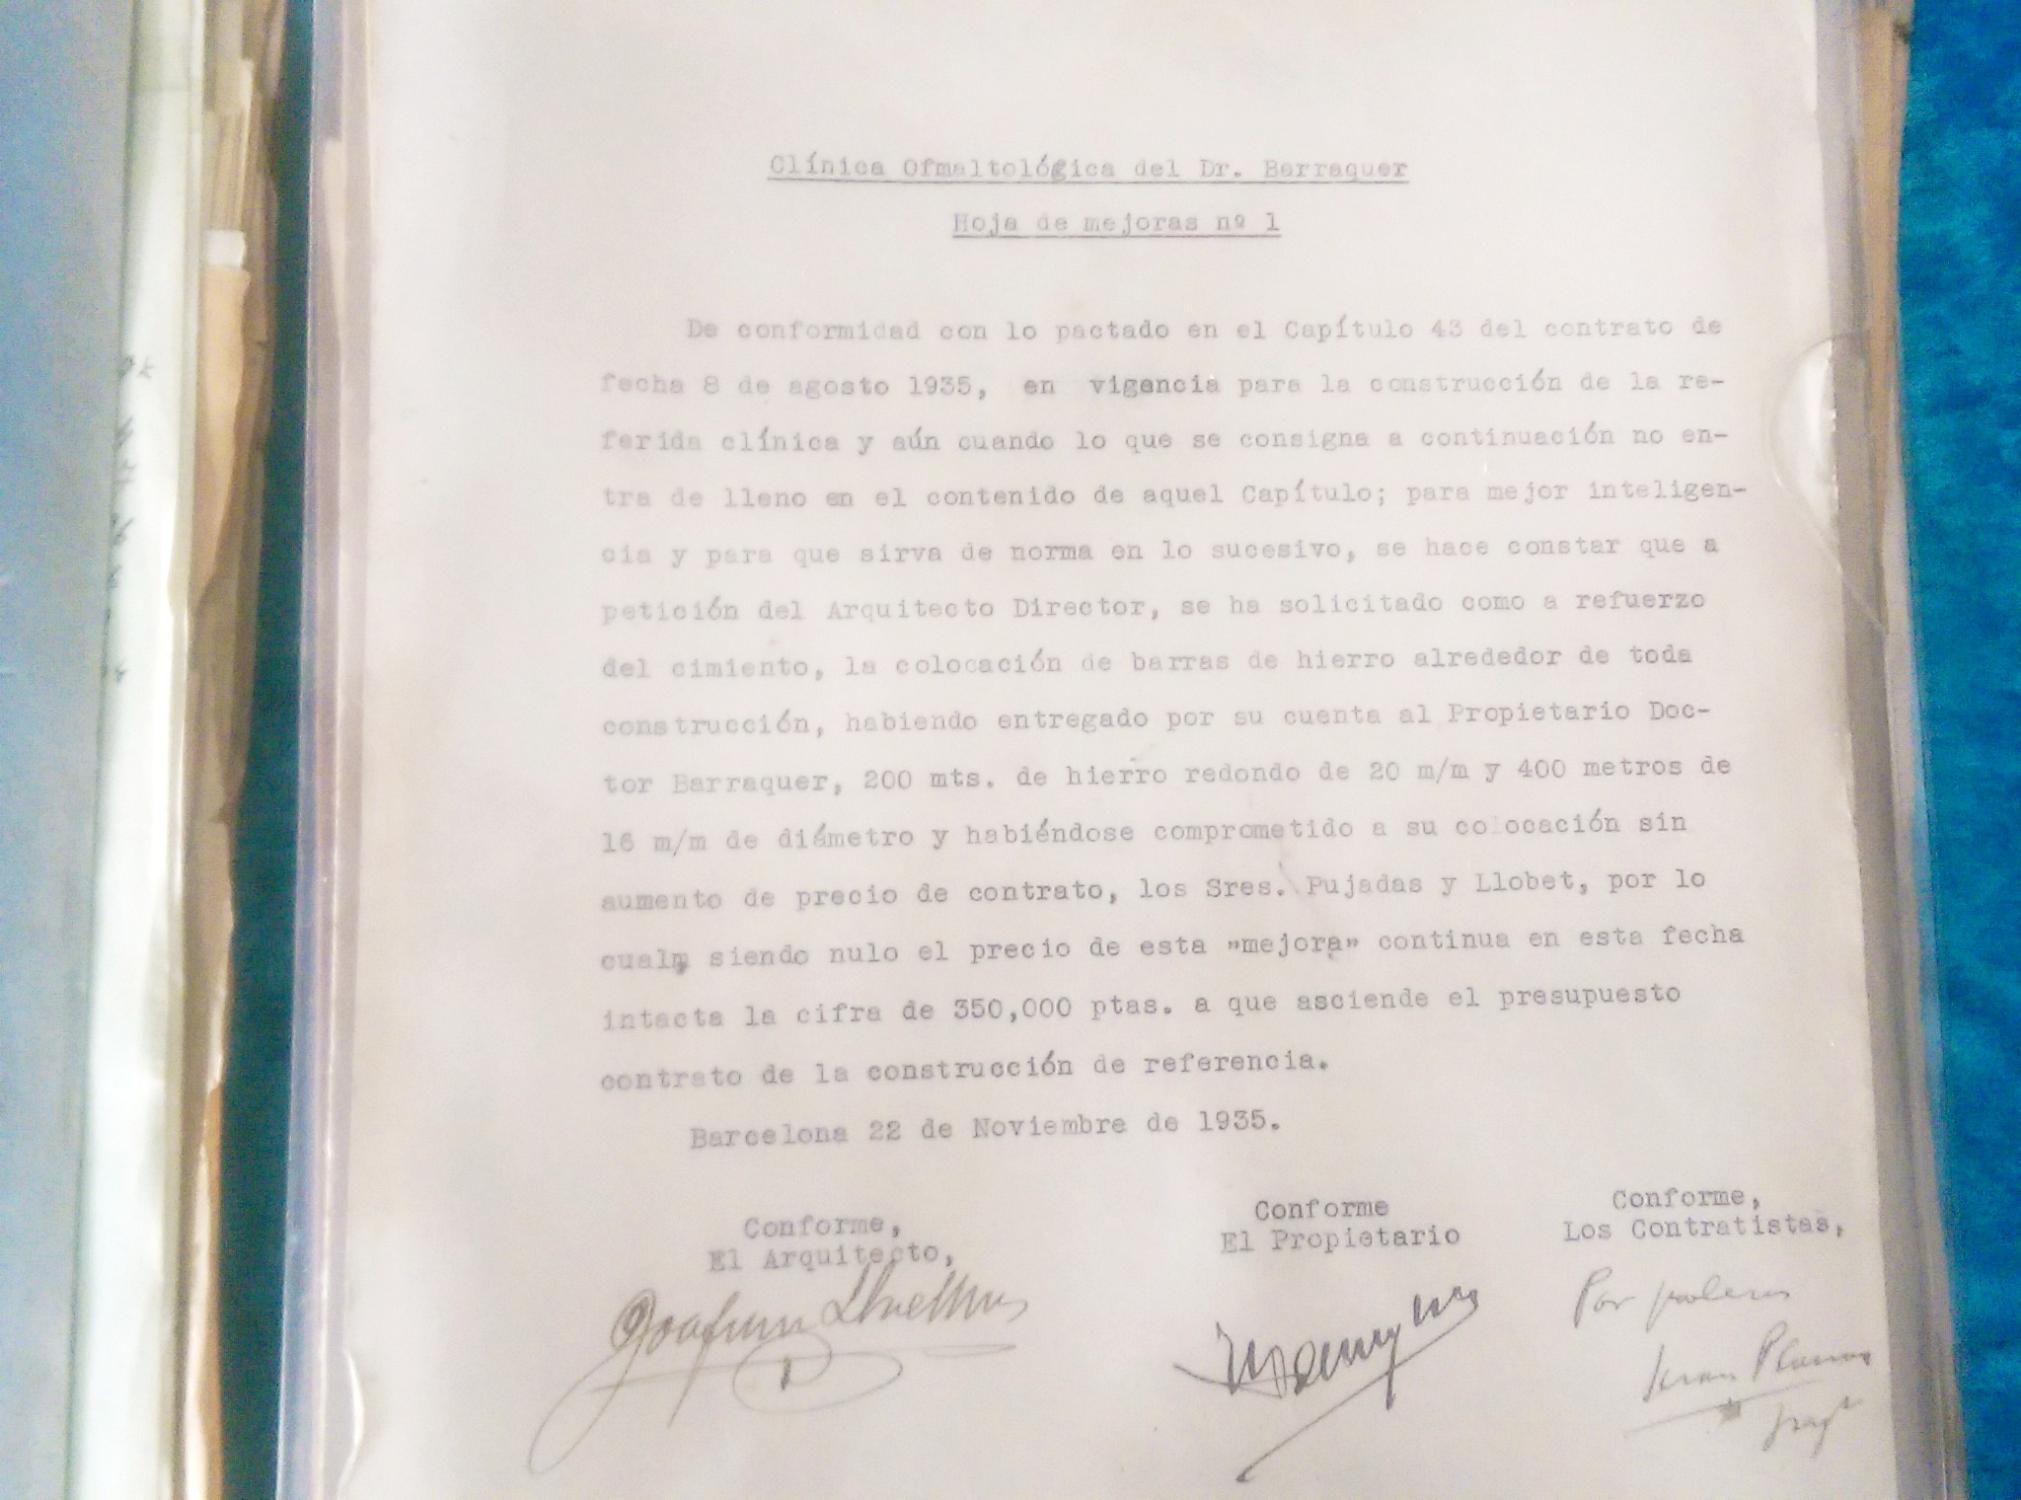 Clínica Ofmaltológica del Dr. Barraquer
Hoja de mejoras nº 1
De conformidad con lo pactado en el Capítulo 43 del contrato de
fecha 8 de agosto 1935, en vigencia para la construcción de la re-
ferida clínica y aún cuando lo que se consigna a continuación no en-
tra de lleno en el contenido de aquel Capítulo; para mejor inteligen-
cia y para que sirva de norma en lo sucesivo, se hace constar que a
petición del Arquitecto Director, se ha solicitado como a refuerzo
del cimiento, la colocación de barras de hierro alrededor de toda
construcción, habiendo entregado por su cuenta al Propietario Doc-
tor Barraquer, 200 mts. de hierro redondo de 20 m/m y 400 metros de
16 m/m de diámetro y habiéndose comprometido a su colocación sin
aumento de precio de contrato, los Sres. Pujadas y Llobet, por lo
cual, siendo nulo el precio de esta "mejora" continua en esta fecha
intacta la cifra de 350,000 ptas. a que asciende el presupuesto
contrato de la construcción de referencia.
Barcelona 22 de Noviembre de 1935.
Conforme,
El Arquitecto,
Conforme
El Propietario
Conforme,
Los Contratistas,
Joaquim Lloret
Por poderes